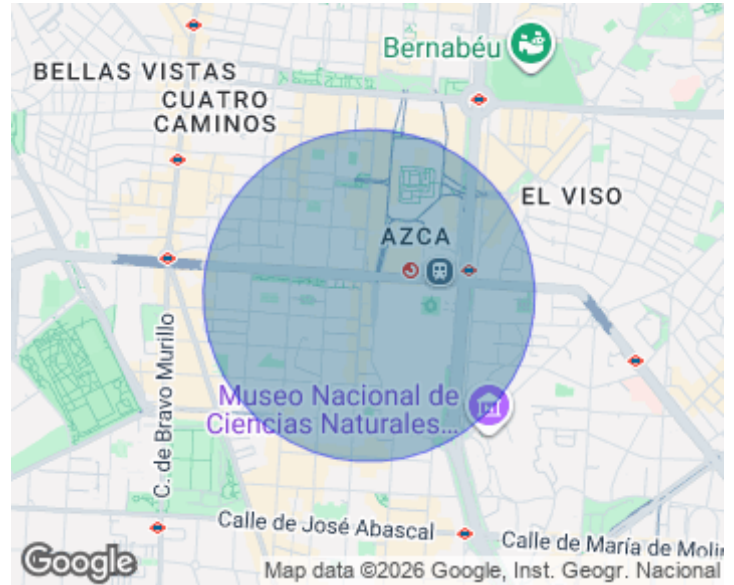 Bernabéu
BELLAS VISTAS
CUATRO
CAMINOS
EL VISO
AZCA
C. de Bravo Murillo
Museo Nacional de
Ciencias Naturales...
Calle de José Abascal
Calle de María de Moli
Google
Map data ©2026 Google, Inst. Geogr. Nacional